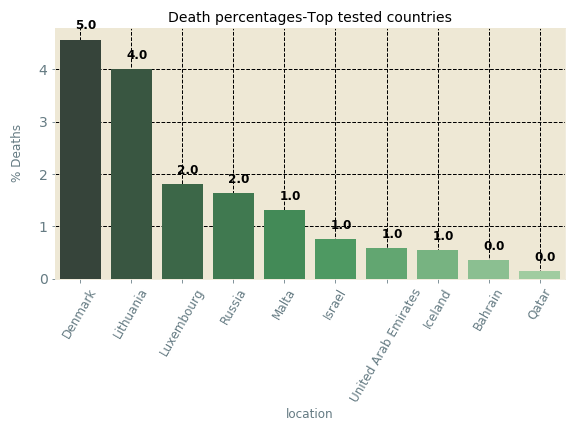 Death percentages-Top tested countries
% Deaths
4
3
2
1
0
5.0
4.0
2.0
2.0
1.0
1.0
1.0
1.0
0.0
0.0
Denmark
Lithuania
Luxembourg
Russia
Malta
Israel
United Arab Emirates
Iceland
Bahrain
Qatar
location